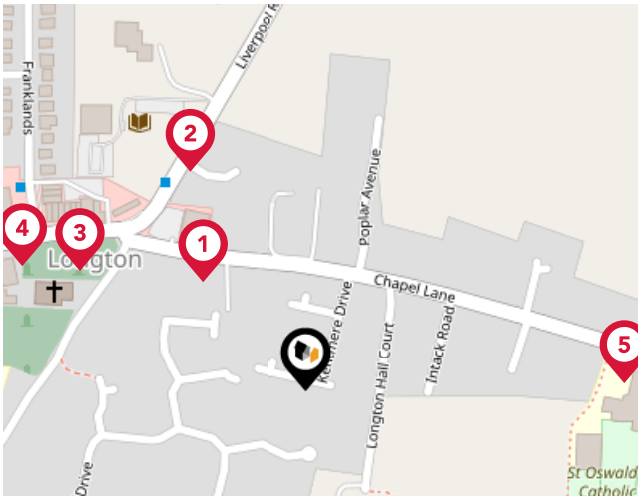 Liverpool R
Franklands
2
Poplar Avenue
4
3
1
Longton
Chapel Lane
Kenmere Drive
Longton Hall Court
Intack Road
5
Drive
St Oswald
Catholic